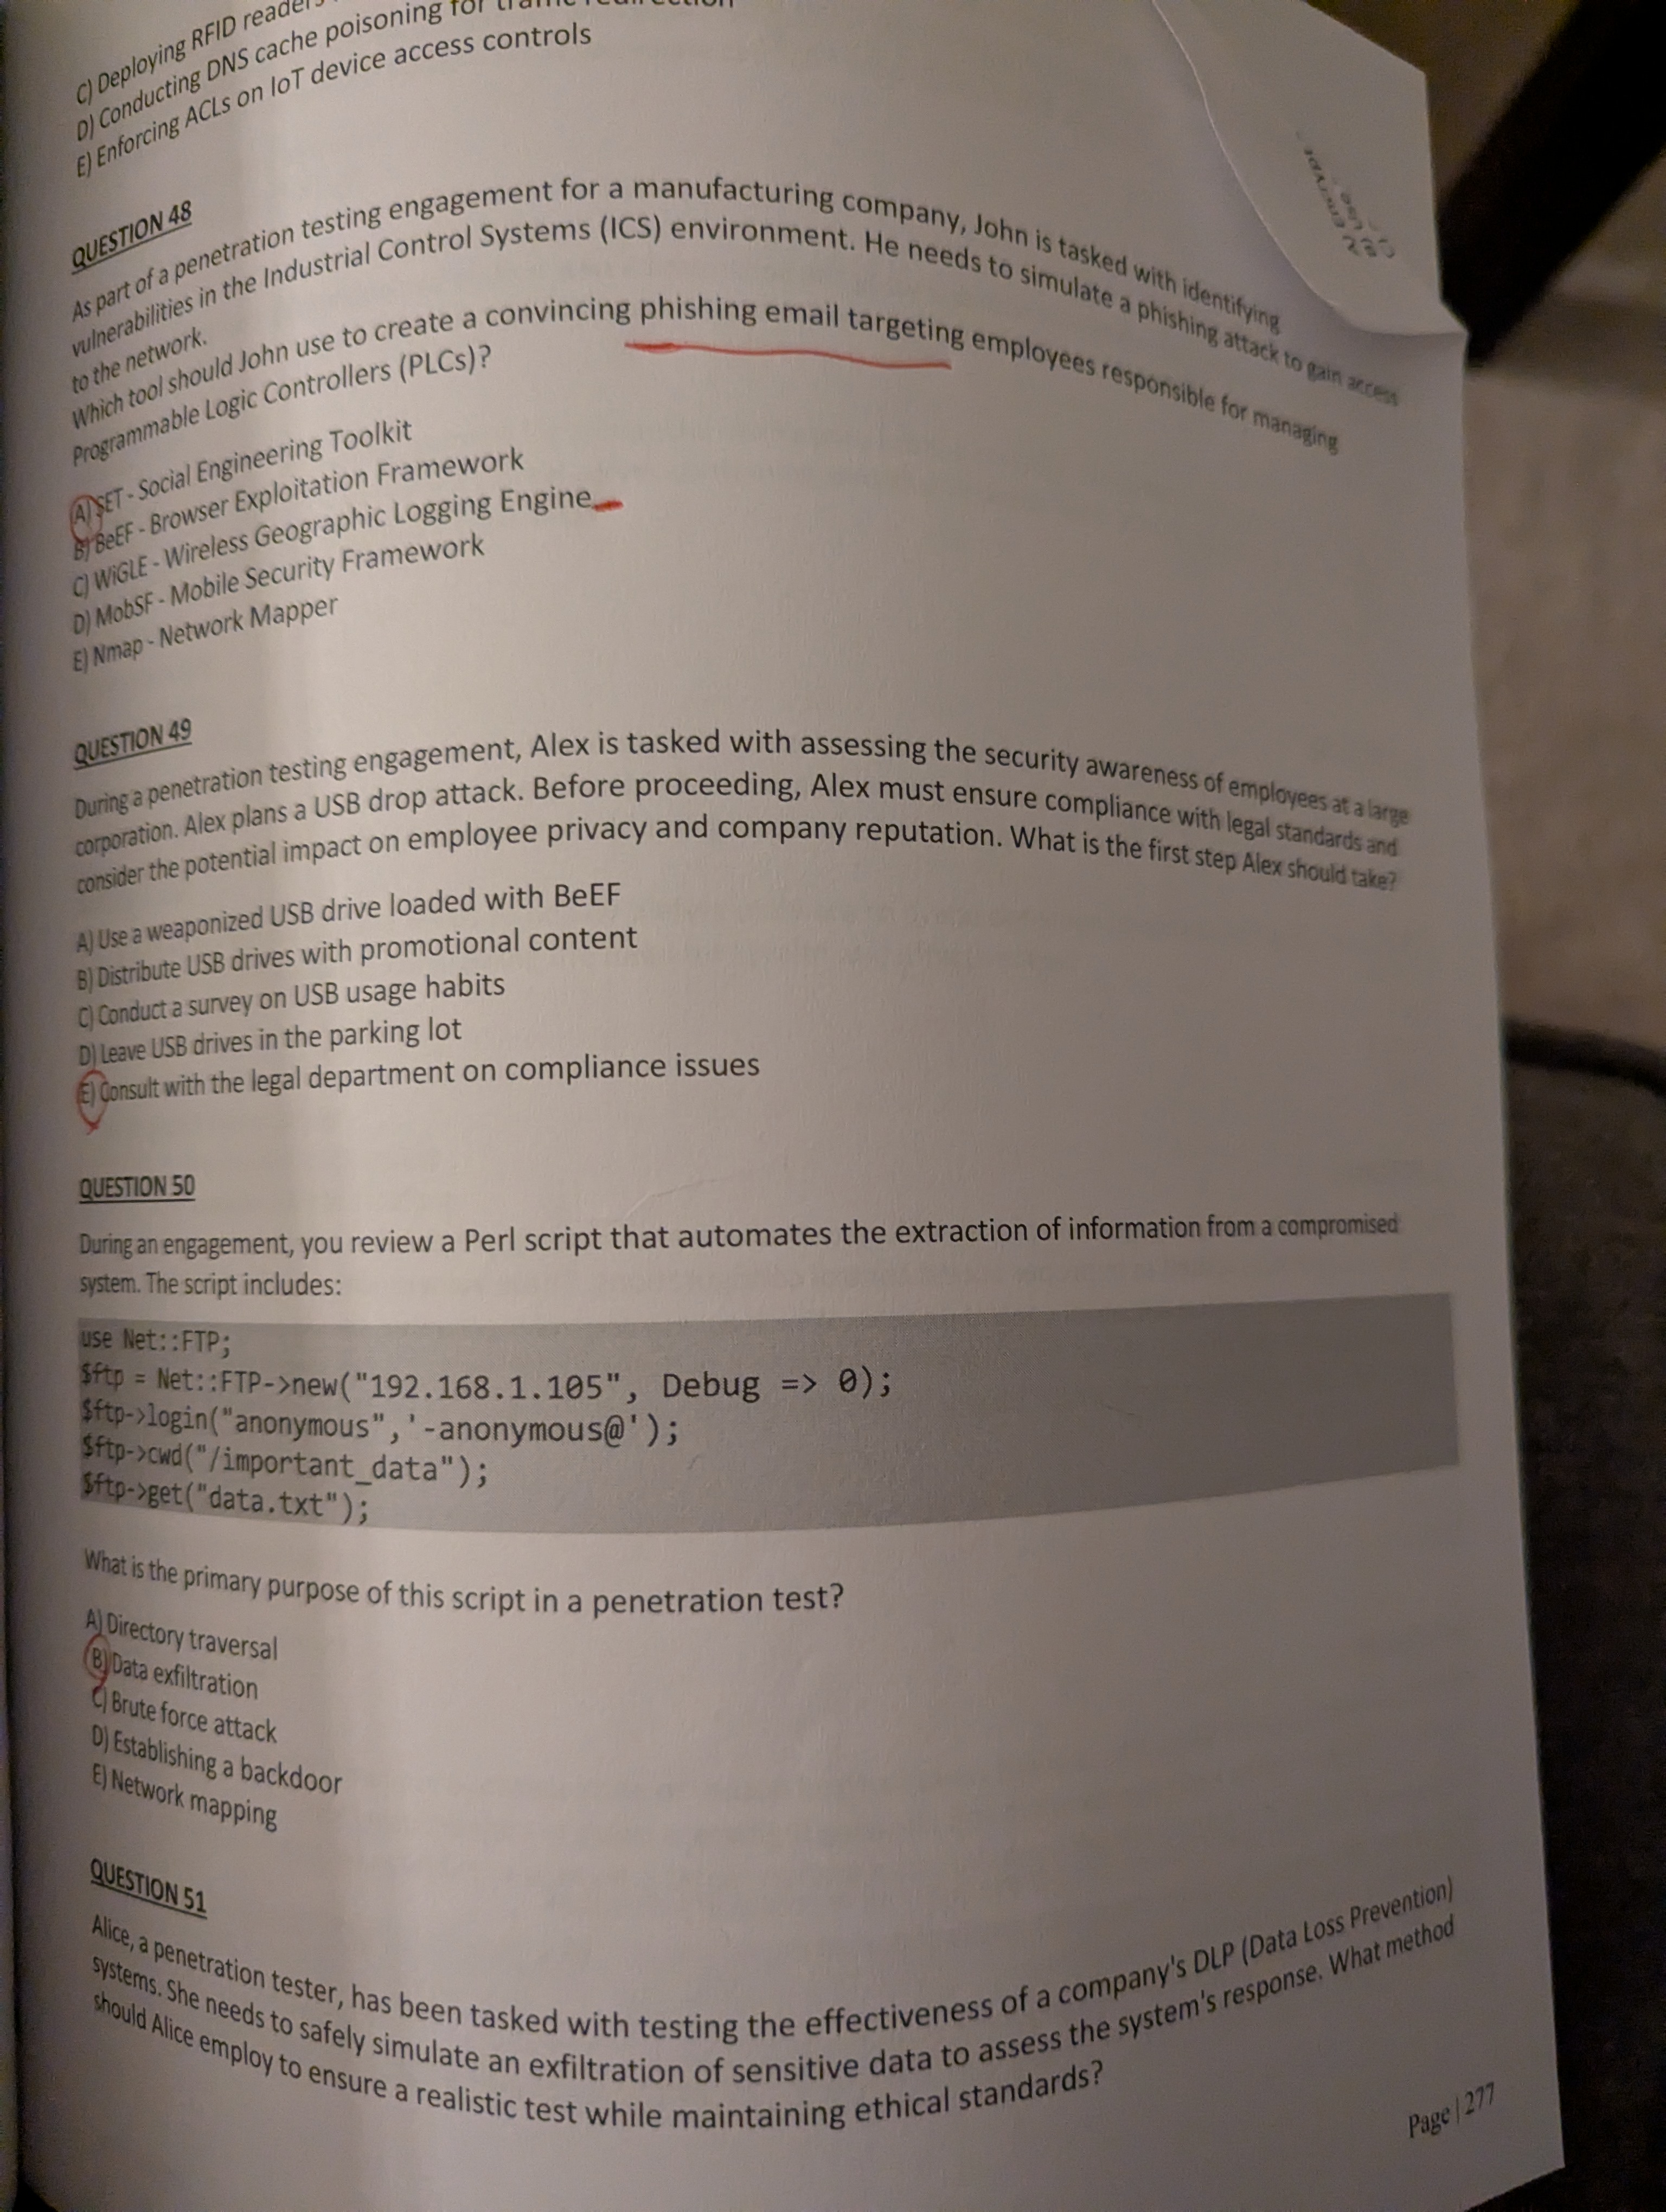 C) Deploying RFID readers
D) Conducting DNS cache poisoning for traffic redirection
E) Enforcing ACLs on IoT device access controls
QUESTION 48
As part of a penetration testing engagement for a manufacturing company, John is tasked with identifying
vulnerabilities in the Industrial Control Systems (ICS) environment. He needs to simulate a phishing attack to gain access
to the network.
Which tool should John use to create a convincing phishing email targeting employees responsible for managing
Programmable Logic Controllers (PLCs)?
A) SET - Social Engineering Toolkit
B) BeEF - Browser Exploitation Framework
C) WiGLE - Wireless Geographic Logging Engine
D) MobSF - Mobile Security Framework
E) Nmap - Network Mapper
QUESTION 49
During a penetration testing engagement, Alex is tasked with assessing the security awareness of employees at a large
corporation. Alex plans a USB drop attack. Before proceeding, Alex must ensure compliance with legal standards and
consider the potential impact on employee privacy and company reputation. What is the first step Alex should take?
A) Use a weaponized USB drive loaded with BeEF
B) Distribute USB drives with promotional content
C) Conduct a survey on USB usage habits
D) Leave USB drives in the parking lot
E) Consult with the legal department on compliance issues
QUESTION 50
During an engagement, you review a Perl script that automates the extraction of information from a compromised
system. The script includes:
use Net::FTP;
$ftp = Net::FTP->new("192.168.1.105", Debug => 0);
$ftp->login("anonymous",'-anonymous@');
$ftp->cwd("/important_data");
$ftp->get("data.txt");
What is the primary purpose of this script in a penetration test?
A) Directory traversal
B) Data exfiltration
C) Brute force attack
D) Establishing a backdoor
E) Network mapping
QUESTION 51
Alice, a penetration tester, has been tasked with testing the effectiveness of a company's DLP (Data Loss Prevention)
systems. She needs to safely simulate an exfiltration of sensitive data to assess the system's response. What method
should Alice employ to ensure a realistic test while maintaining ethical standards?
Page | 277